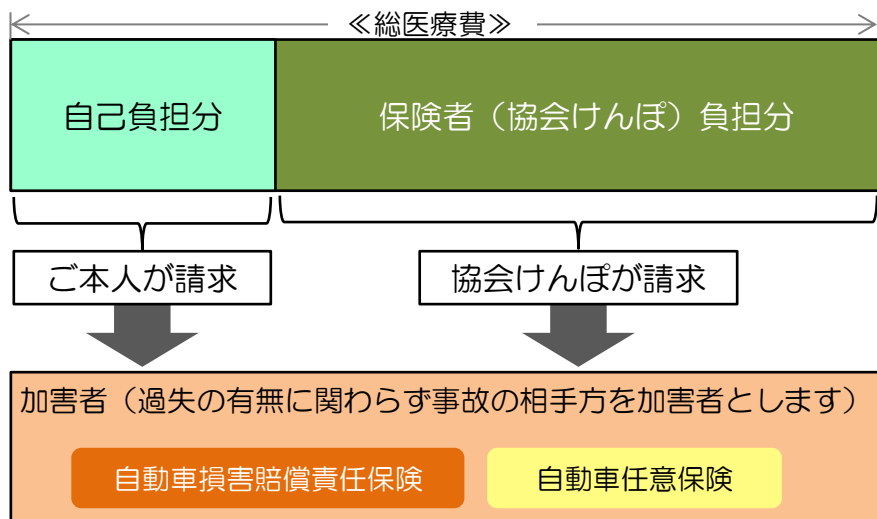 ≪総医療費≫
自己負担分
保険者（協会けんぽ）負担分
ご本人が請求
協会けんぽが請求
加害者（過失の有無に関わらず事故の相手方を加害者とします）
自動車損害賠償責任保険
自動車任意保険